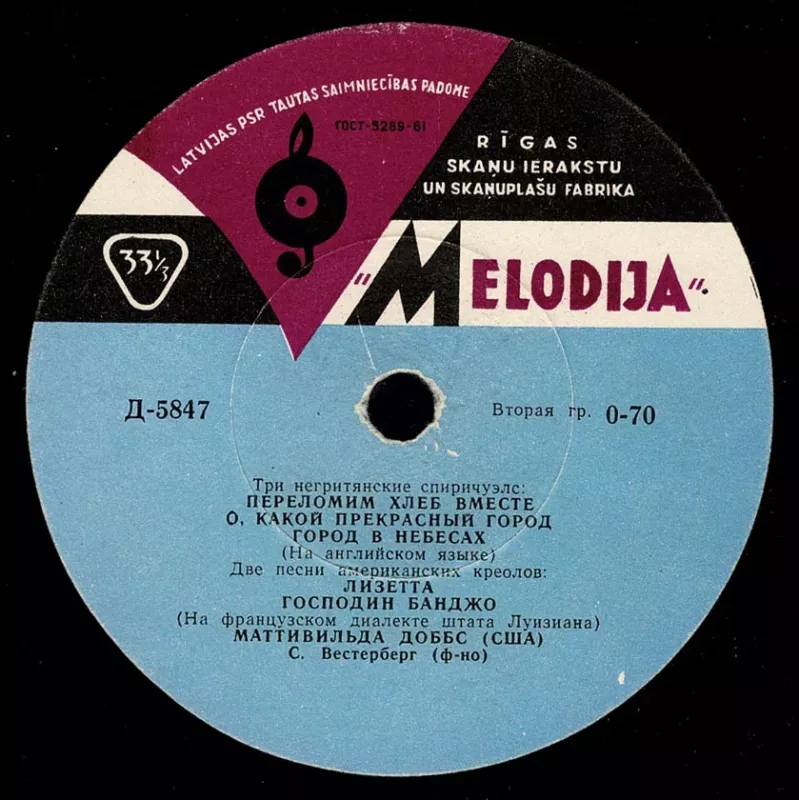 LATVIJAS PSR TAUTAS SAIMNIECĪBAS PADOME
ГОСТ-5289-61
RĪGAS
SKAŅU IERAKSTU
UN SKAŅUPLAŠU FABRIKA
33⅓
"MELODIJA"
Д-5847
Вторая гр. 0-70
Три негритянские спиричуэлс:
ПЕРЕЛОМИМ ХЛЕБ ВМЕСТЕ
О, КАКОЙ ПРЕКРАСНЫЙ ГОРОД
ГОРОД В НЕБЕСАХ
(На английском языке)
Две песни американских креолов:
ЛИЗЕТТА
ГОСПОДИН БАНДЖО
(На французском диалекте штата Луизиана)
МАТТИВИЛЬДА ДОББС (США)
С. Вестерберг (ф-но)